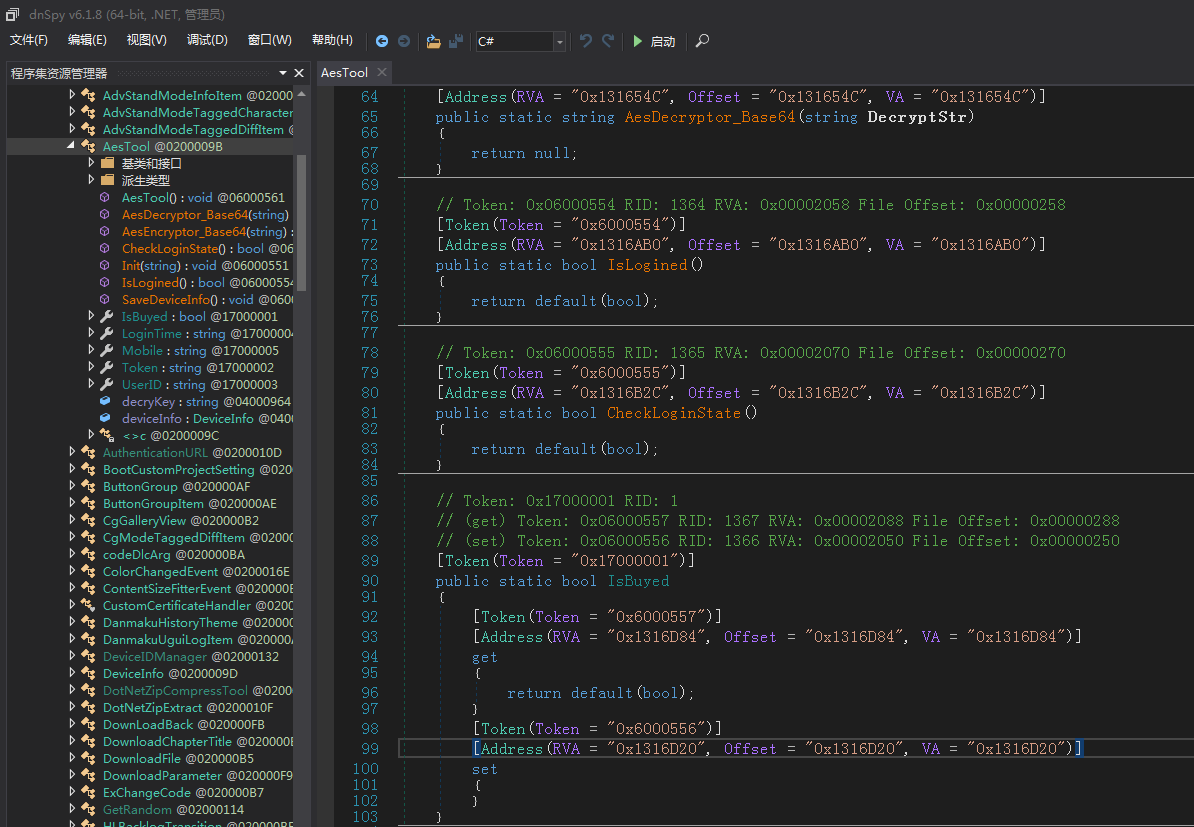 dnSpy v6.1.8 (64-bit, .NET, 管理员)
文件(F) 编辑(E) 视图(V) 调试(D) 窗口(W) 帮助(H) C# 启动
程序集资源管理器
AdvStandModeInfoItem @02000
AdvStandModeTaggedCharacter
AdvStandModeTaggedDiffItem @
AesTool @0200009B
基类和接口
派生类型
AesTool() : void @06000561
AesDecryptor_Base64(string)
AesEncryptor_Base64(string) :
CheckLoginState() : bool @06
Init(string) : void @06000551
IsLogined() : bool @06000554
SaveDeviceInfo() : void @0600
IsBuyed : bool @17000001
LoginTime : string @17000004
Mobile : string @17000005
Token : string @17000002
UserID : string @17000003
decryKey : string @04000964
deviceInfo : DeviceInfo @0400
<>c @0200009C
AuthenticationURL @0200010D
BootCustomProjectSetting @020
ButtonGroup @020000AF
ButtonGroupItem @020000AE
CgGalleryView @020000B2
CgModeTaggedDiffItem @02000
codeDlcArg @020000BA
ColorChangedEvent @0200016E
ContentSizeFitterEvent @020000E
CustomCertificateHandler @0200
DanmakuHistoryTheme @02000
DanmakuUguiLogItem @020000A
DeviceIDManager @02000132
DeviceInfo @0200009D
DotNetZipCompressTool @0200
DotNetZipExtract @0200010F
DownLoadBack @020000FB
DownloadChapterTitle @020000E
DownloadFile @020000B5
DownloadParameter @020000F9
ExChangeCode @020000B7
GetRandom @02000114
AesTool
64 [Address(RVA = "0x131654C", Offset = "0x131654C", VA = "0x131654C")]
65 public static string AesDecryptor_Base64(string DecryptStr)
66 {
67 return null;
68 }
69
70 // Token: 0x06000554 RID: 1364 RVA: 0x00002058 File Offset: 0x00000258
71 [Token(Token = "0x6000554")]
72 [Address(RVA = "0x1316AB0", Offset = "0x1316AB0", VA = "0x1316AB0")]
73 public static bool IsLogined()
74 {
75 return default(bool);
76 }
77
78 // Token: 0x06000555 RID: 1365 RVA: 0x00002070 File Offset: 0x00000270
79 [Token(Token = "0x6000555")]
80 [Address(RVA = "0x1316B2C", Offset = "0x1316B2C", VA = "0x1316B2C")]
81 public static bool CheckLoginState()
82 {
83 return default(bool);
84 }
85
86 // Token: 0x17000001 RID: 1
87 // (get) Token: 0x06000557 RID: 1367 RVA: 0x00002088 File Offset: 0x00000288
88 // (set) Token: 0x06000556 RID: 1366 RVA: 0x00002050 File Offset: 0x00000250
89 [Token(Token = "0x17000001")]
90 public static bool IsBuyed
91 {
92 [Token(Token = "0x6000557")]
93 [Address(RVA = "0x1316D84", Offset = "0x1316D84", VA = "0x1316D84")]
94 get
95 {
96 return default(bool);
97 }
98 [Token(Token = "0x6000556")]
99 [Address(RVA = "0x1316D20", Offset = "0x1316D20", VA = "0x1316D20")]
100 set
101 {
102 }
103 }